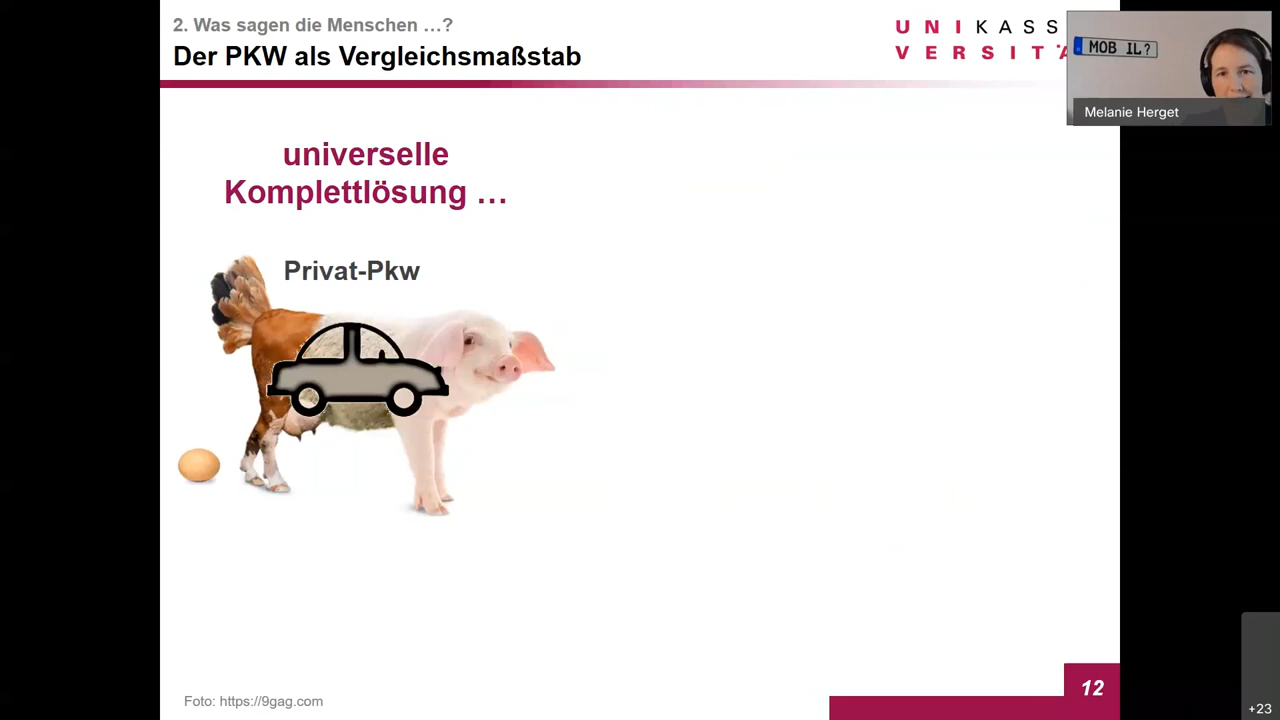 2. Was sagen die Menschen …?
Der PKW als Vergleichsmaßstab
UNIKASS
VERSITÄ
MOB IL?
Melanie Herget
universelle
Komplettlösung …
Privat-Pkw
Foto: https://9gag.com
12
+23